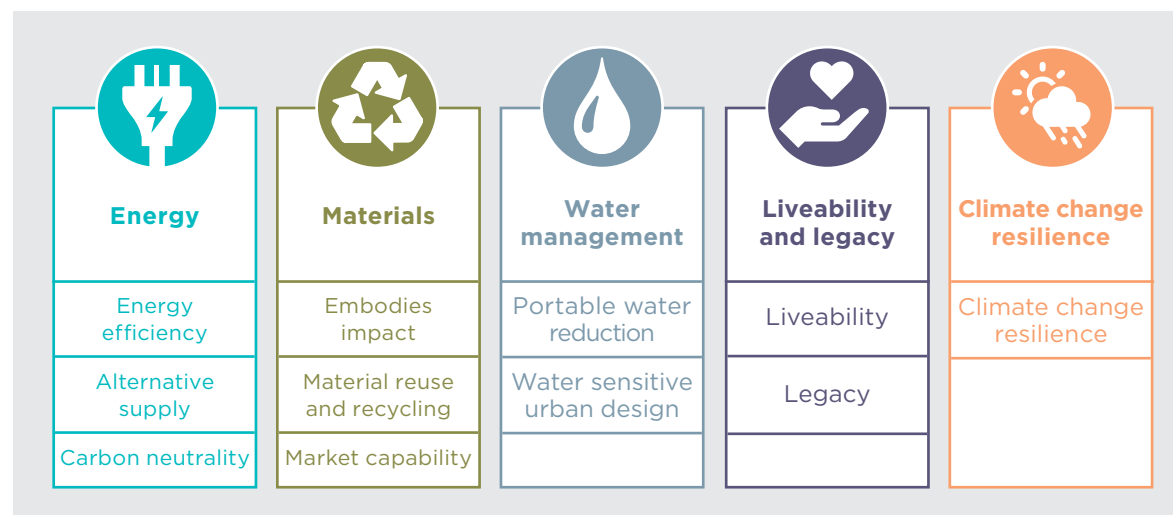 Energy
Materials
Water
management
Liveability
and legacy
Climate change
resilience
Energy
efficiency
Embodies
impact
Portable water
reduction
Liveability
Climate change
resilience
Alternative
supply
Material reuse
and recycling
Water sensitive
urban design
Legacy
Carbon neutrality
Market capability